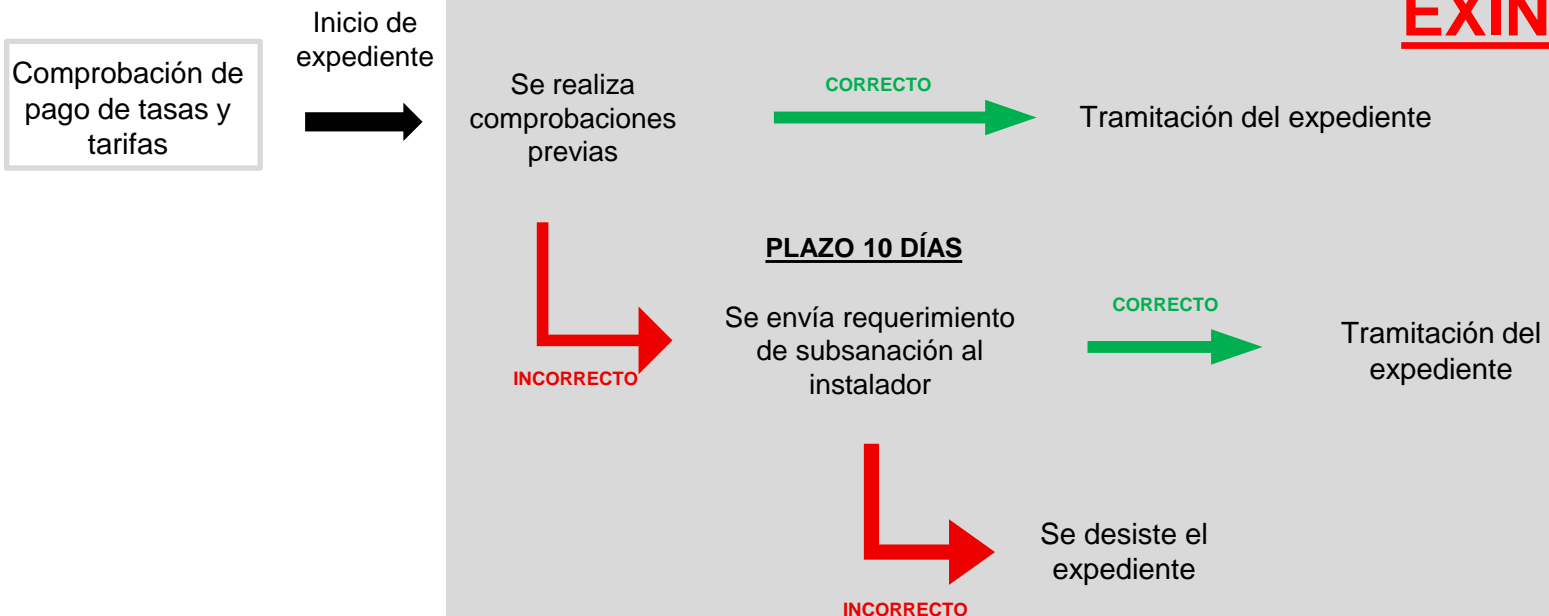 EXIN
Inicio de
expediente
Comprobación de
pago de tasas y
tarifas
Se realiza
comprobaciones
previas
CORRECTO
Tramitación del expediente
PLAZO 10 DÍAS
INCORRECTO
Se envía requerimiento
de subsanación al
instalador
CORRECTO
Tramitación del
expediente
Se desiste el
expediente
INCORRECTO